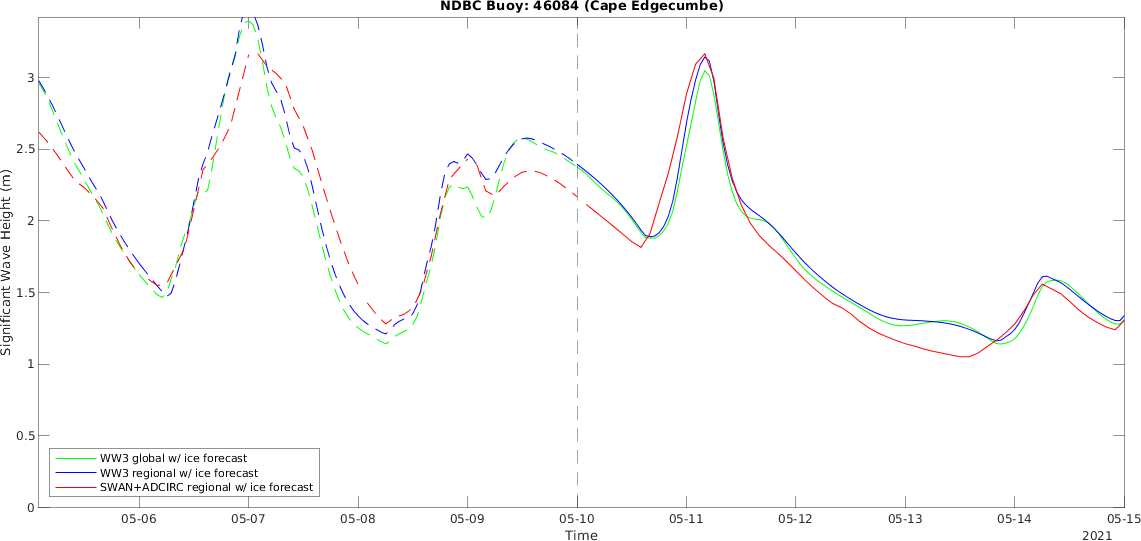 NDBC Buoy: 46084 (Cape Edgecumbe)
Significant Wave Height (m)
3
2.5
2
1.5
1
0.5
0
WW3 global w/ ice forecast
WW3 regional w/ ice forecast
SWAN+ADCIRC regional w/ ice forecast
05-06 05-07 05-08 05-09 05-10 05-11 05-12 05-13 05-14 05-15
Time
2021